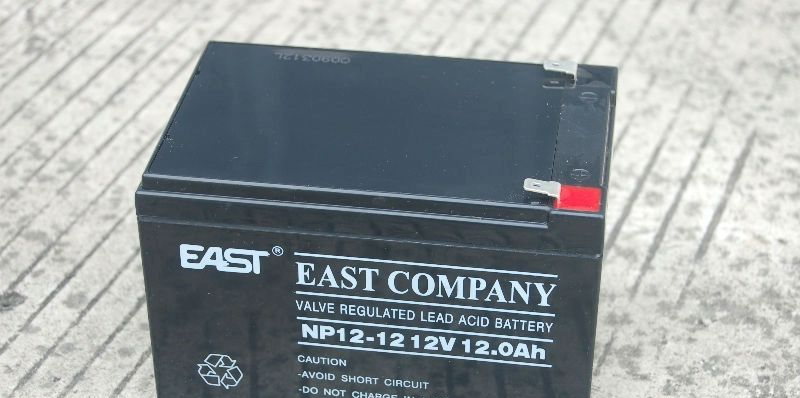 EAST®
EAST COMPANY
VALVE REGULATED LEAD ACID BATTERY
NP12-12 12V 12.0Ah
CAUTION
-AVOID SHORT CIRCUIT
-DO NOT CHARGE IN